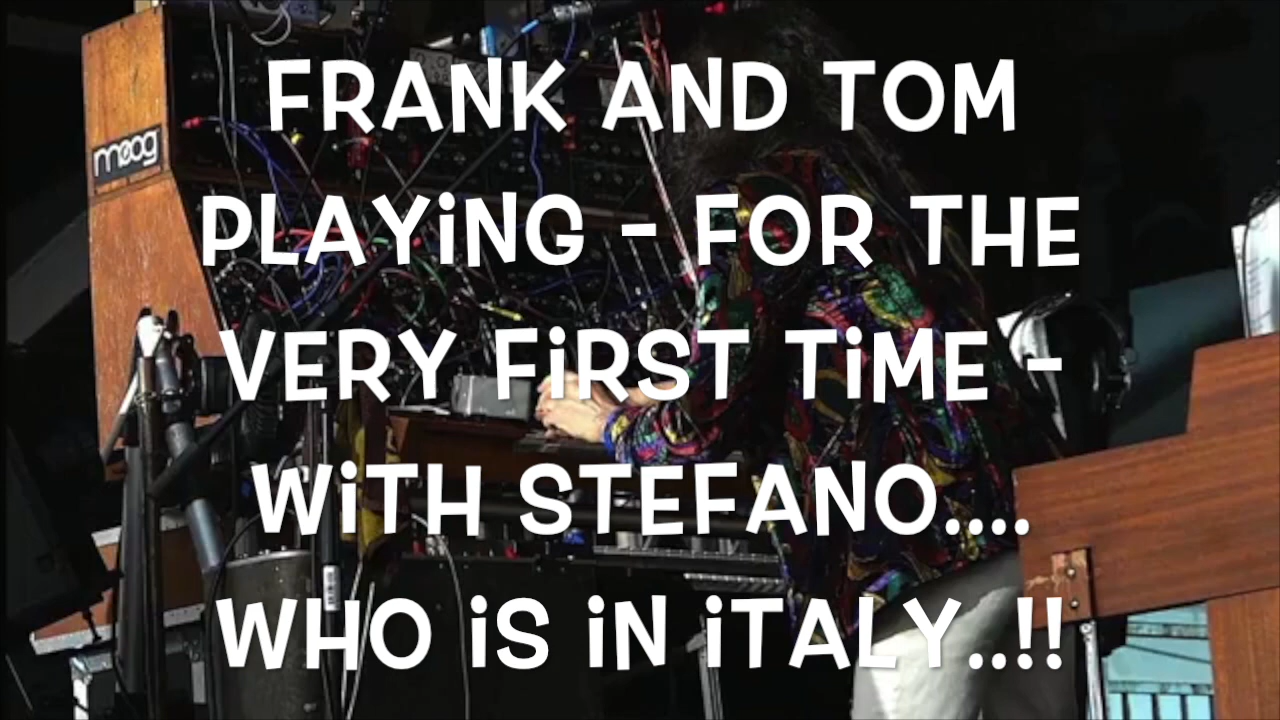 moog
FRANK AND TOM
PLAYiNG - FOR THE
VERY FiRST TiME -
WiTH STEFANO....
WHO iS iN iTALY..!!